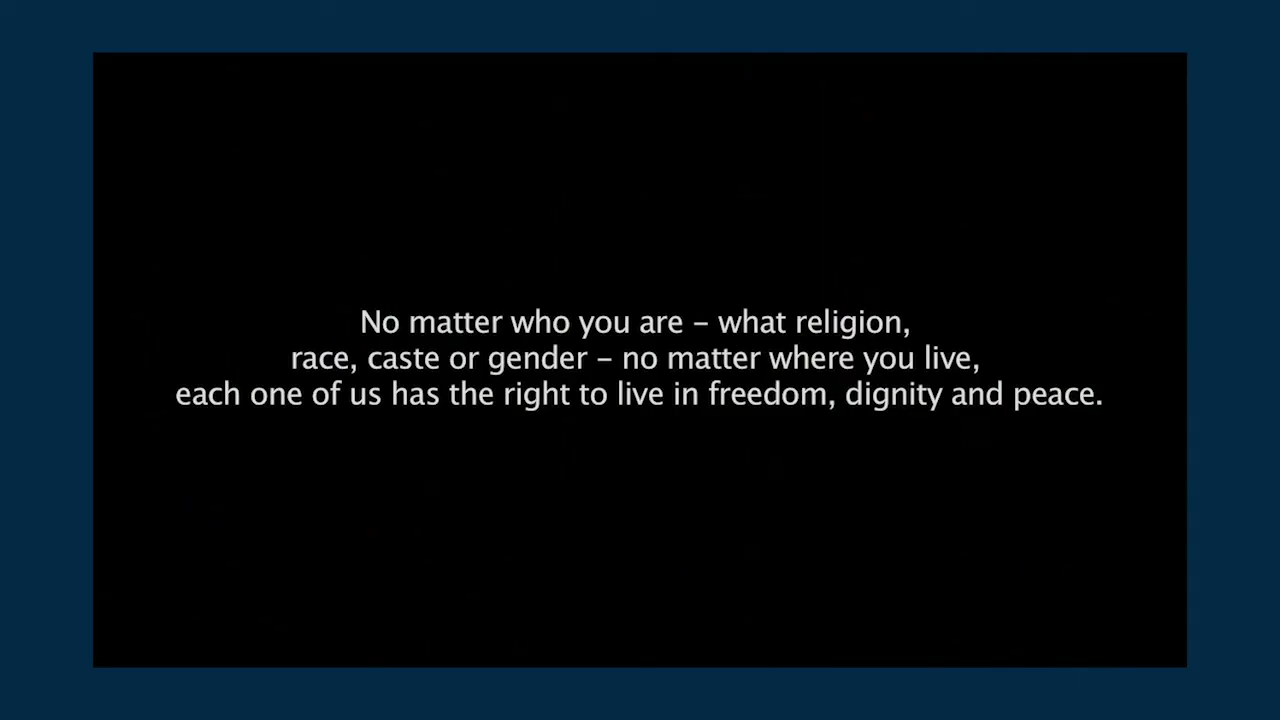 No matter who you are – what religion,
race, caste or gender – no matter where you live,
each one of us has the right to live in freedom, dignity and peace.